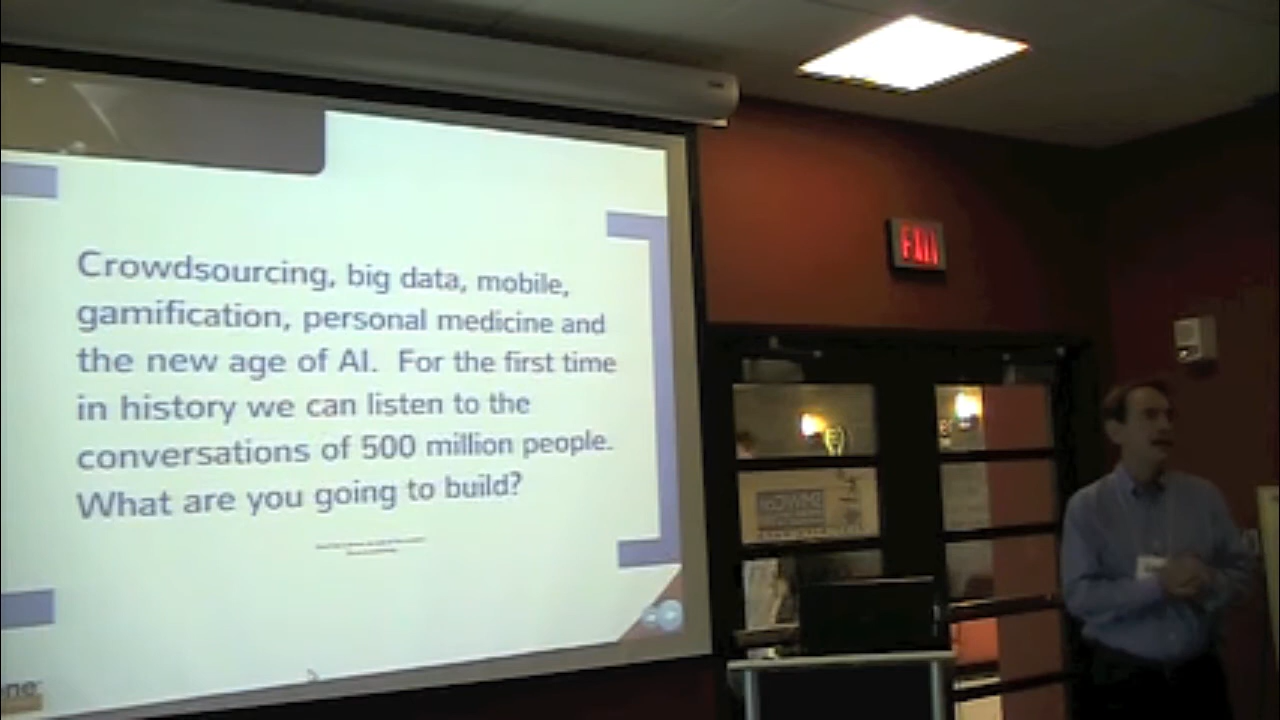 Crowdsourcing, big data, mobile,
gamification, personal medicine and
the new age of AI. For the first time
in history we can listen to the
conversations of 500 million people.
What are you going to build?
EXIT